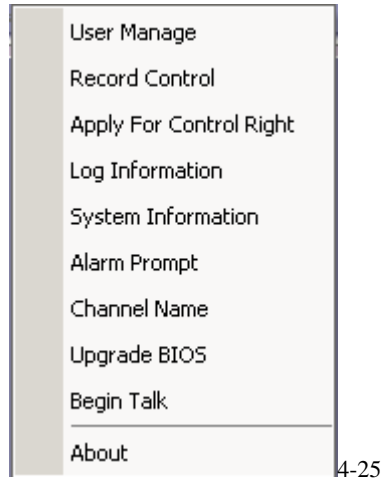 User Manage
Record Control
Apply For Control Right
Log Information
System Information
Alarm Prompt
Channel Name
Upgrade BIOS
Begin Talk
About
4-25